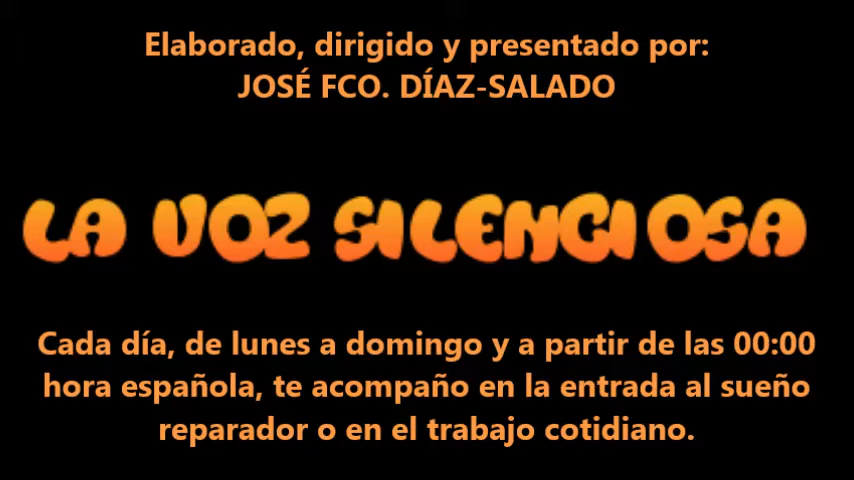 Elaborado, dirigido y presentado por:
JOSÉ FCO. DÍAZ-SALADO
LA VOZ SILENCIOSA
Cada día, de lunes a domingo y a partir de las 00:00
hora española, te acompaño en la entrada al sueño
reparador o en el trabajo cotidiano.